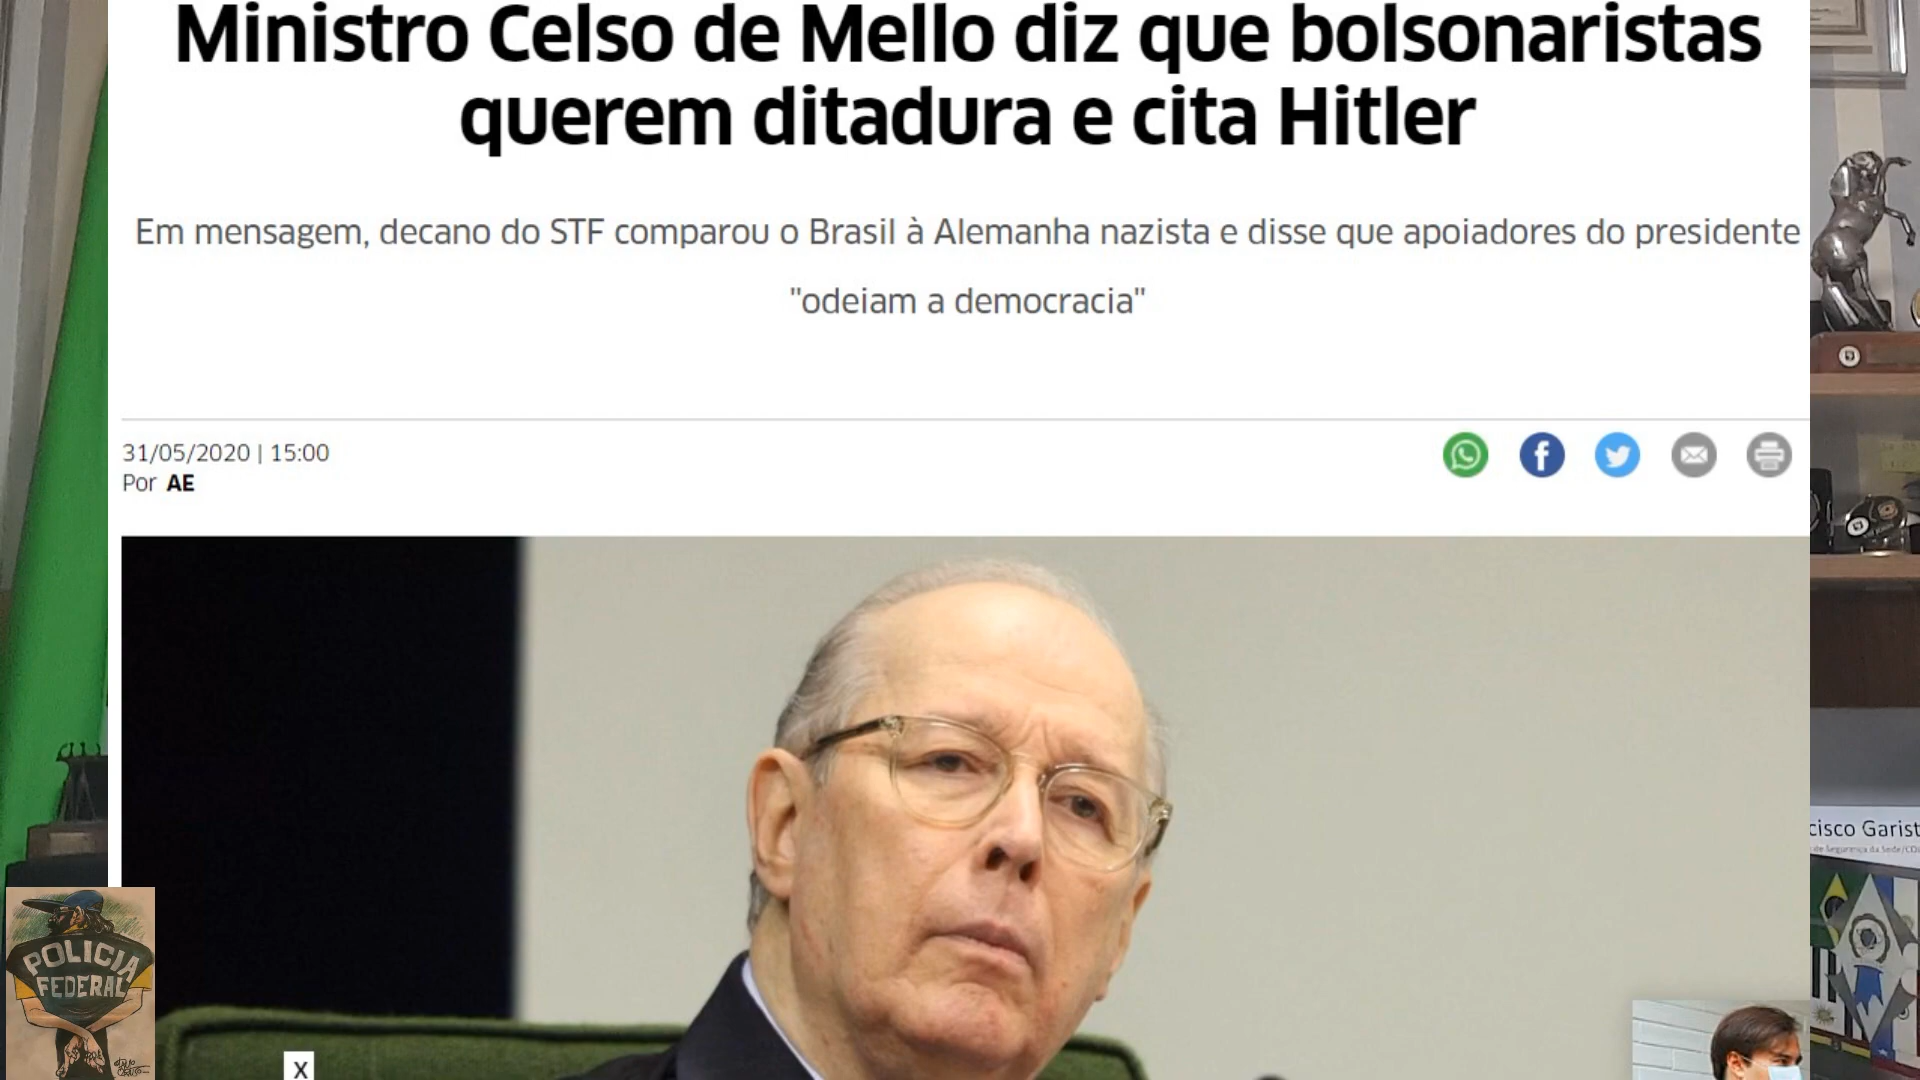 Ministro Celso de Mello diz que bolsonaristas
querem ditadura e cita Hitler
Em mensagem, decano do STF comparou o Brasil à Alemanha nazista e disse que apoiadores do presidente
"odeiam a democracia"
31/05/2020 | 15:00
Por AE
cisco Garist
POLICIA
FEDERAL
X